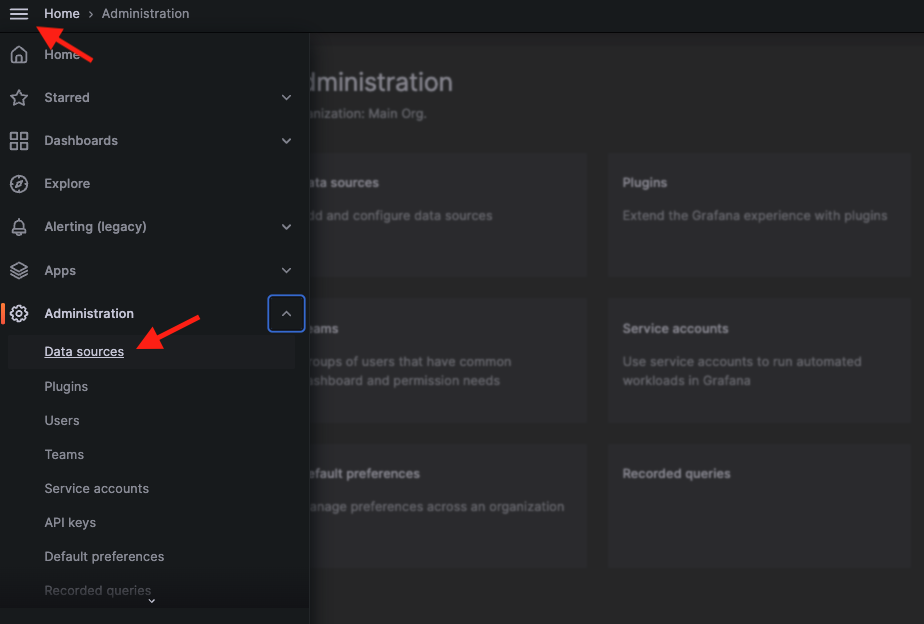 Home › Administration
Home
Starred
Dashboards
Explore
Alerting (legacy)
Apps
Administration
Data sources
Plugins
Users
Teams
Service accounts
API keys
Default preferences
Recorded queries
dministration
anization: Main Org.
ata sources
dd and configure data sources
Plugins
Extend the Grafana experience with plugins
eams
roups of users that have common
ashboard and permission needs
Service accounts
Use service accounts to run automated
workloads in Grafana
efault preferences
anage preferences across an organization
Recorded queries